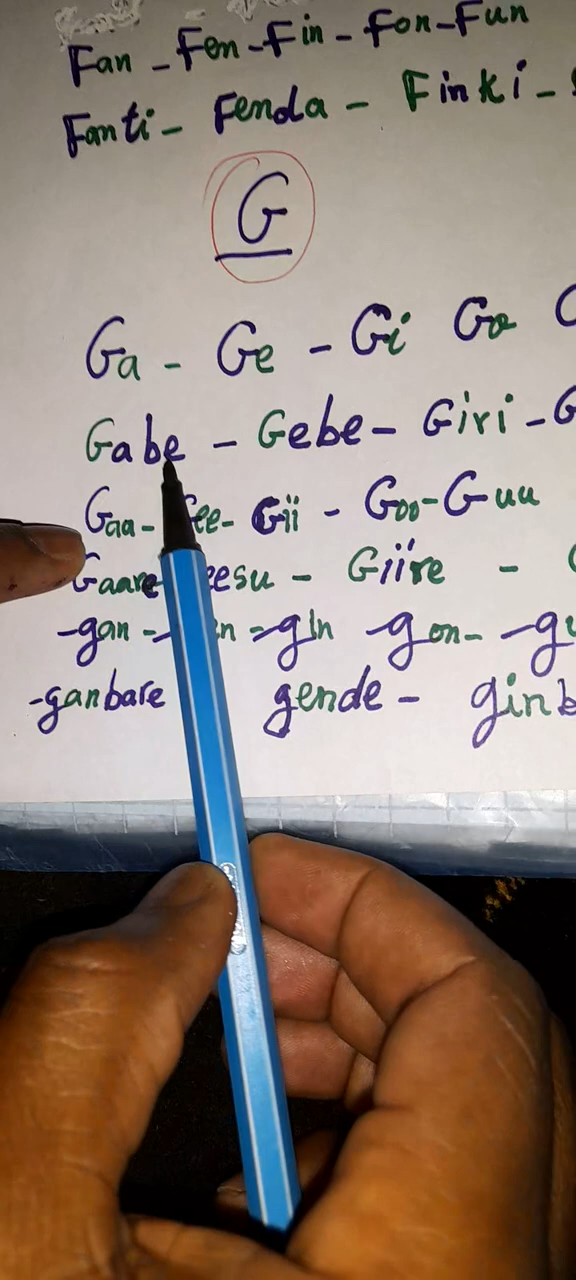 Fan - Fen - Fin - Fon - Fun
Fanti - Fenda - Finki -
G
Ga - Ge - Gi Go
Gabe - Gebe - Giri -
Gaa - Gii - Goo - Guu
Gaare - Giire -
-gan - -gin -gon- -
-ganbare gende -